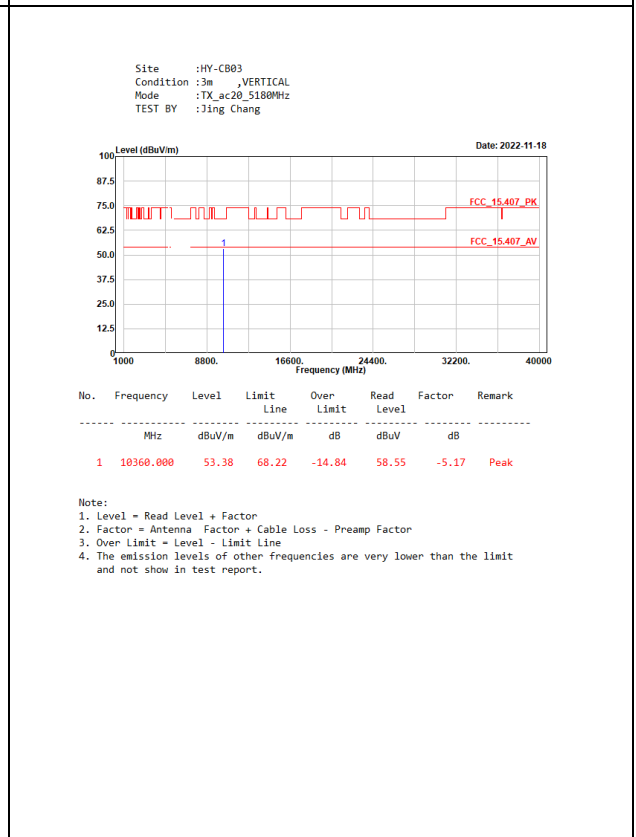 Site :HY-CB03
Condition :3m ,VERTICAL
Mode :TX_ac20_5180MHz
TEST BY :Jing Chang
Level (dBuV/m) Date: 2022-11-18
100
87.5
75.0 FCC_15.407_PK
62.5
FCC_15.407_AV
1
50.0
37.5
25.0
12.5
0
1000 8800. 16600. 24400. 32200. 40000
Frequency (MHz)
No. Frequency Level Limit Over Read Factor Remark
Line Limit Level
------ ----------- ------- -------- -------- -------- -------- ---------
MHz dBuV/m dBuV/m dB dBuV dB
1 10360.000 53.38 68.22 -14.84 58.55 -5.17 Peak
Note:
1. Level = Read Level + Factor
2. Factor = Antenna Factor + Cable Loss - Preamp Factor
3. Over Limit = Level - Limit Line
4. The emission levels of other frequencies are very lower than the limit
and not show in test report.